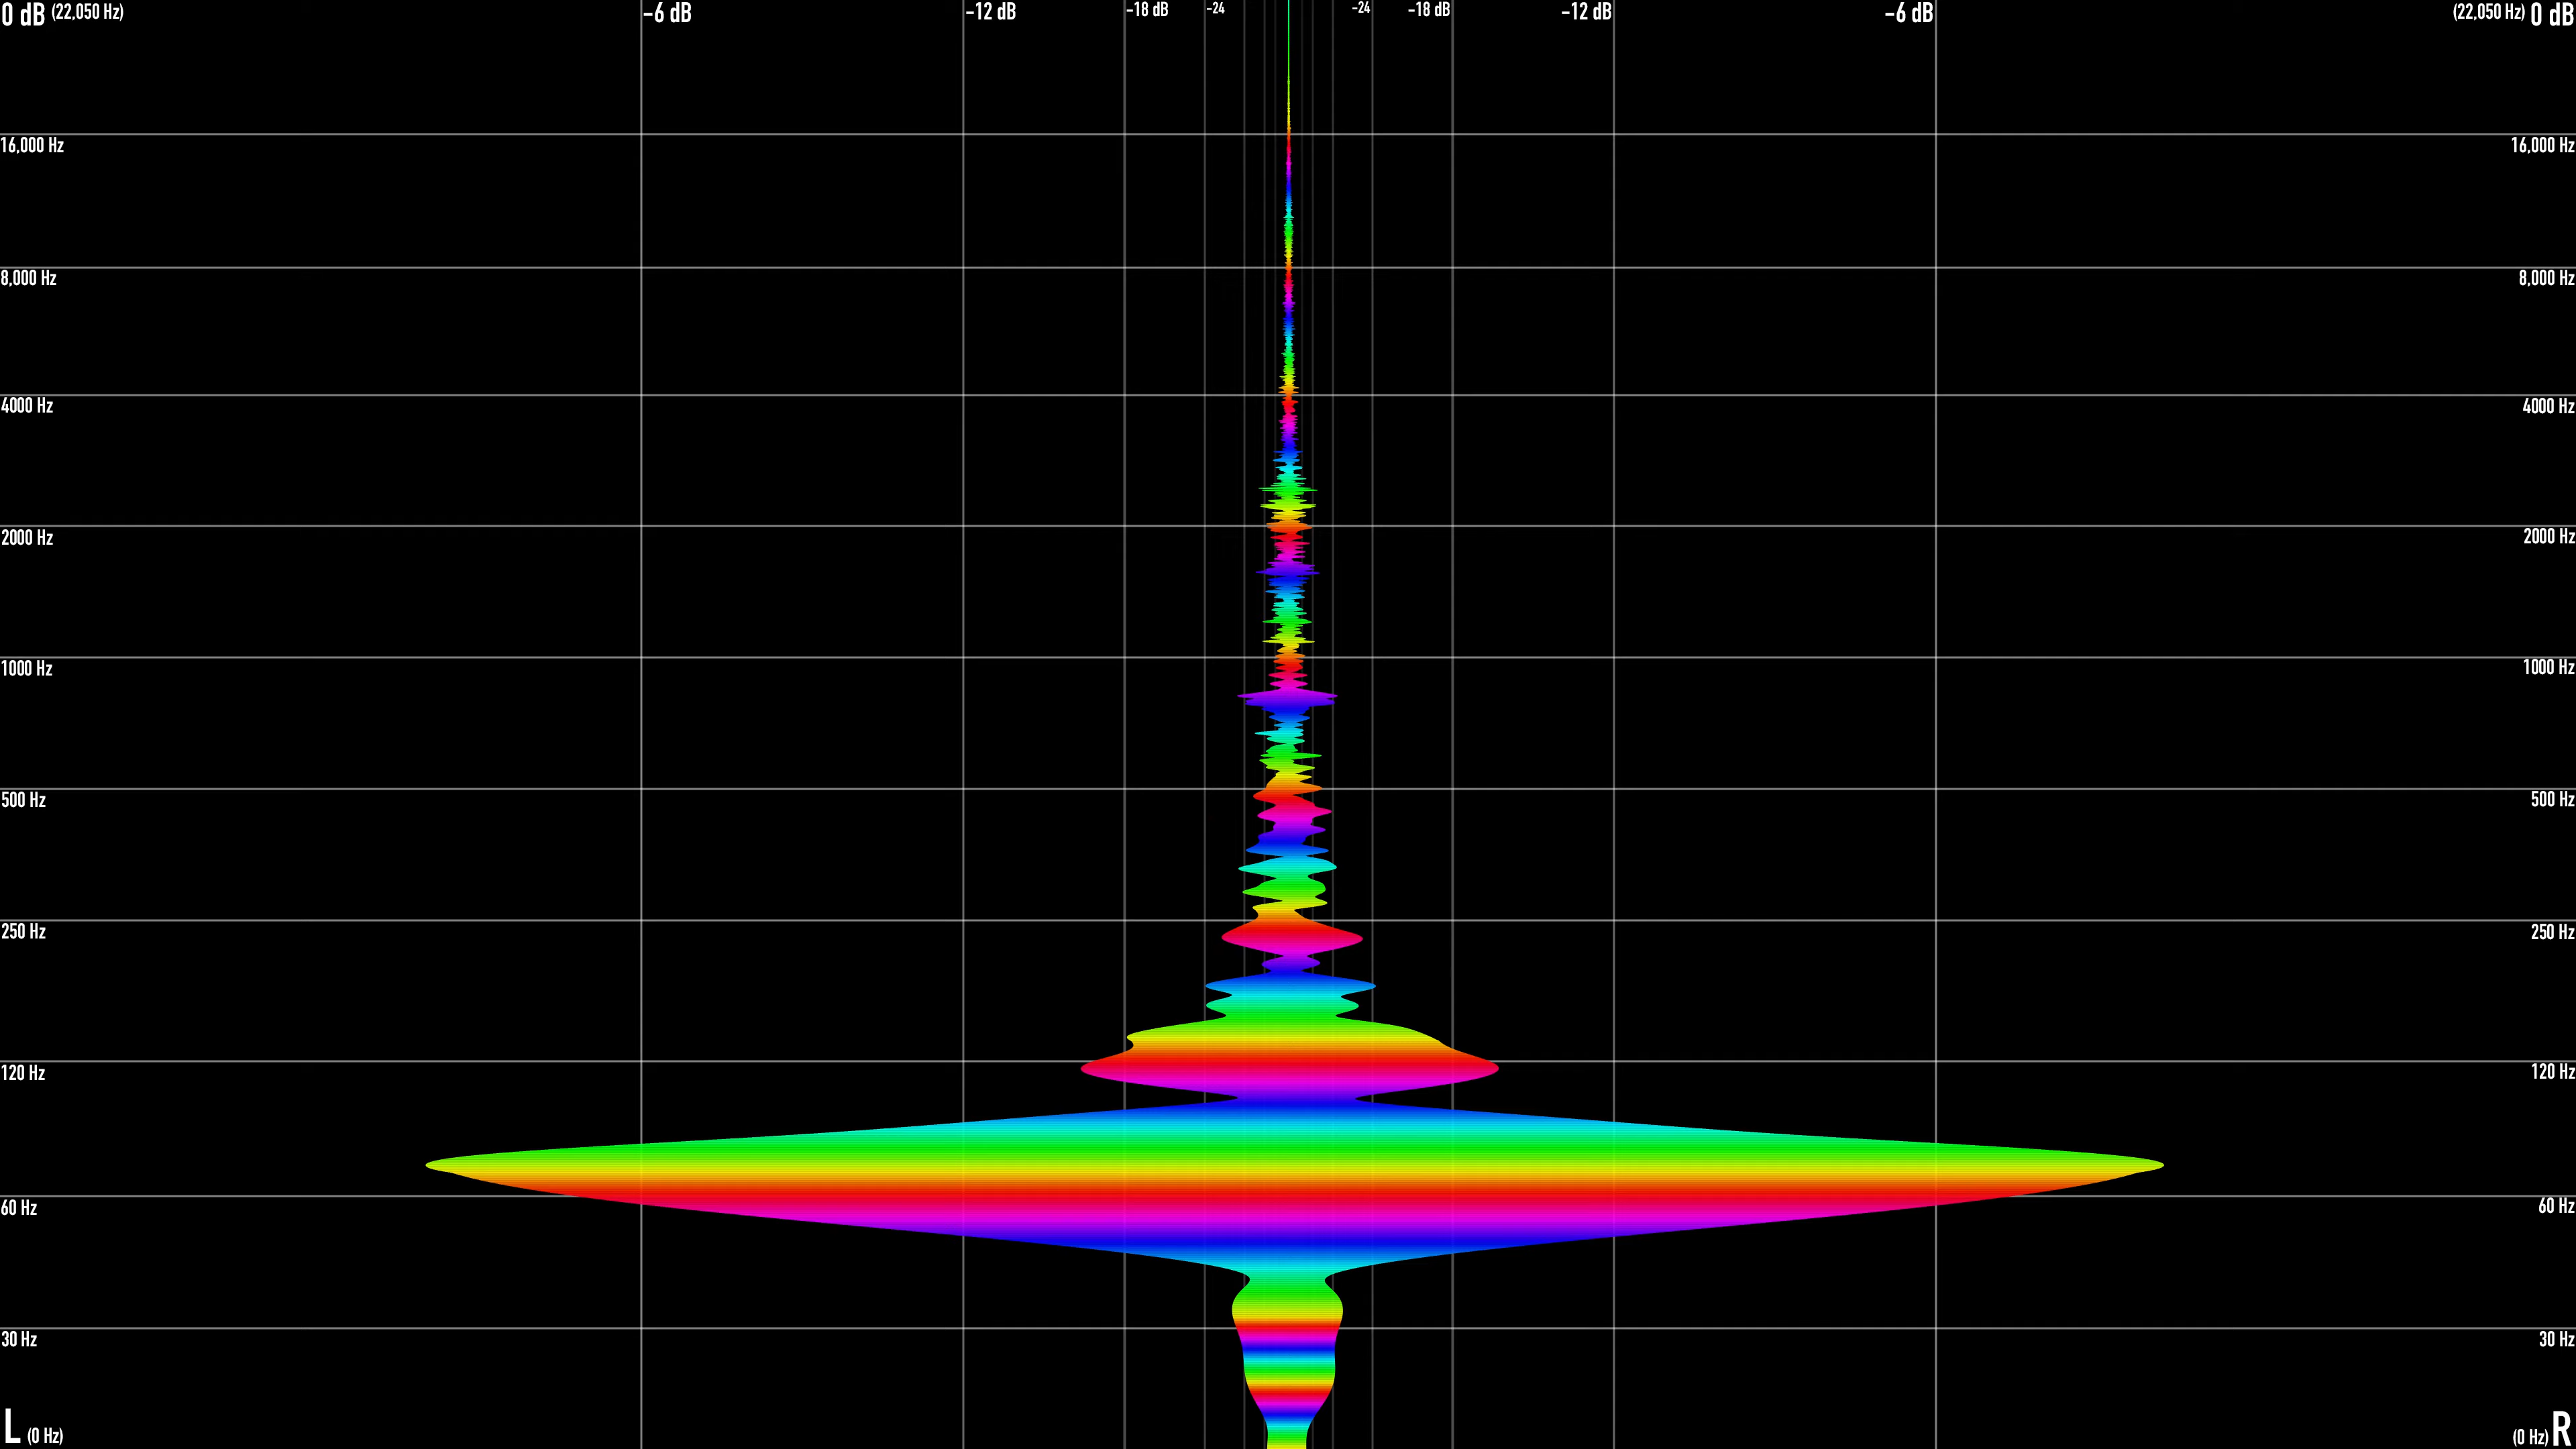 0 dB (22,050 Hz) −6 dB −12 dB −18 dB −24 −24 −18 dB −12 dB −6 dB (22,050 Hz) 0 dB
16,000 Hz 16,000 Hz
8,000 Hz 8,000 Hz
4000 Hz 4000 Hz
2000 Hz 2000 Hz
1000 Hz 1000 Hz
500 Hz 500 Hz
250 Hz 250 Hz
120 Hz 120 Hz
60 Hz 60 Hz
30 Hz 30 Hz
L (0 Hz) (0 Hz) R